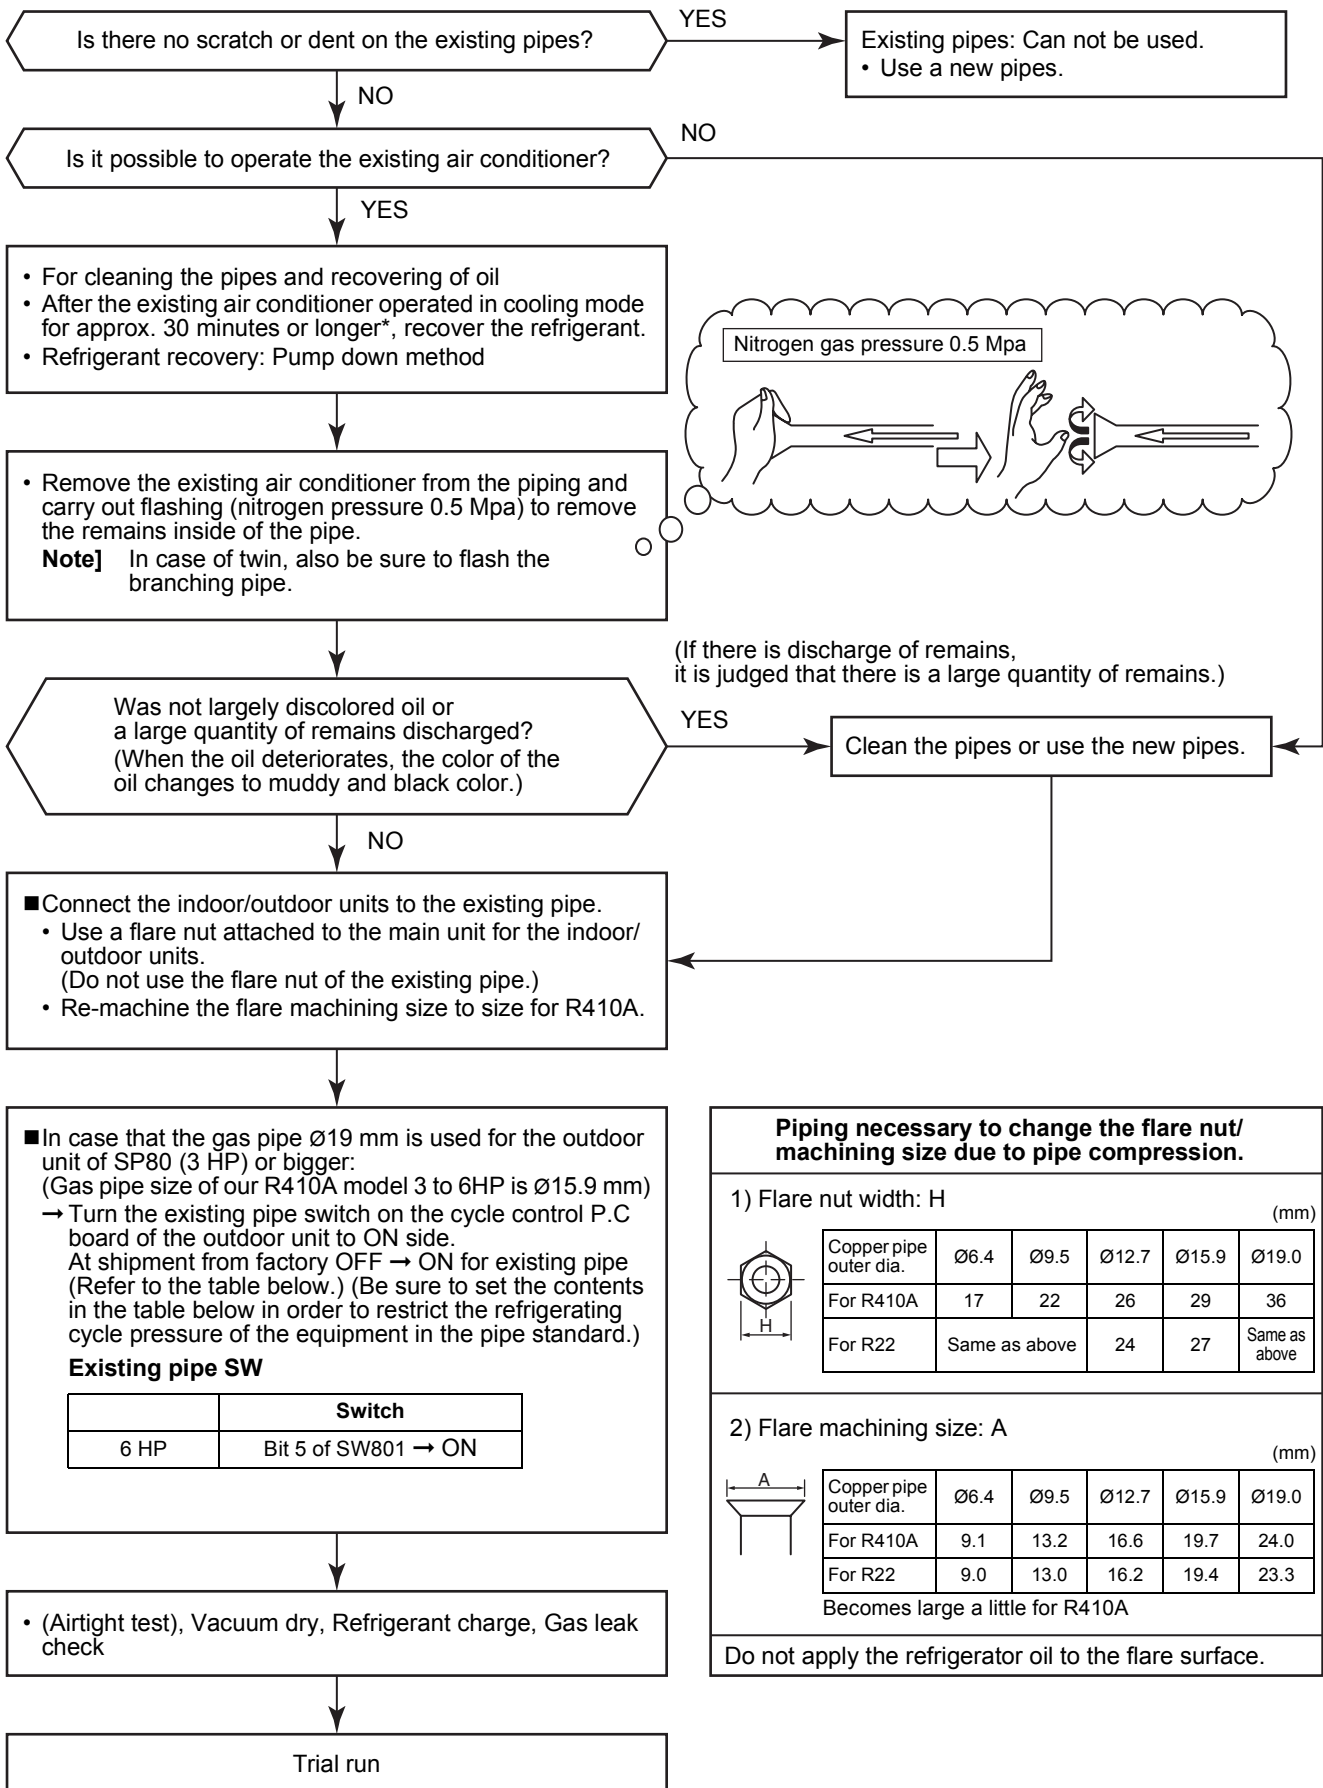 Is there no scratch or dent on the existing pipes?
YES
Existing pipes: Can not be used.
• Use a new pipes.
NO
Is it possible to operate the existing air conditioner?
NO
YES
• For cleaning the pipes and recovering of oil
• After the existing air conditioner operated in cooling mode
for approx. 30 minutes or longer*, recover the refrigerant.
• Refrigerant recovery: Pump down method
Nitrogen gas pressure 0.5 Mpa
• Remove the existing air conditioner from the piping and
carry out flashing (nitrogen pressure 0.5 Mpa) to remove
the remains inside of the pipe.
Note] In case of twin, also be sure to flash the
branching pipe.
(If there is discharge of remains,
it is judged that there is a large quantity of remains.)
Was not largely discolored oil or
a large quantity of remains discharged?
(When the oil deteriorates, the color of the
oil changes to muddy and black color.)
YES
Clean the pipes or use the new pipes.
NO
■Connect the indoor/outdoor units to the existing pipe.
• Use a flare nut attached to the main unit for the indoor/
outdoor units.
(Do not use the flare nut of the existing pipe.)
• Re-machine the flare machining size to size for R410A.
■In case that the gas pipe Ø19 mm is used for the outdoor
unit of SP80 (3 HP) or bigger:
(Gas pipe size of our R410A model 3 to 6HP is Ø15.9 mm)
→ Turn the existing pipe switch on the cycle control P.C
board of the outdoor unit to ON side.
At shipment from factory OFF → ON for existing pipe
(Refer to the table below.) (Be sure to set the contents
in the table below in order to restrict the refrigerating
cycle pressure of the equipment in the pipe standard.)
Existing pipe SW
Switch
6 HP Bit 5 of SW801 → ON
• (Airtight test), Vacuum dry, Refrigerant charge, Gas leak
check
Trial run
Piping necessary to change the flare nut/
machining size due to pipe compression.
1) Flare nut width: H
(mm)
H
Copper pipe
outer dia. Ø6.4 Ø9.5 Ø12.7 Ø15.9 Ø19.0
For R410A 17 22 26 29 36
For R22 Same as above 24 27 Same as
above
2) Flare machining size: A
(mm)
A
Copper pipe
outer dia. Ø6.4 Ø9.5 Ø12.7 Ø15.9 Ø19.0
For R410A 9.1 13.2 16.6 19.7 24.0
For R22 9.0 13.0 16.2 19.4 23.3
Becomes large a little for R410A
Do not apply the refrigerator oil to the flare surface.